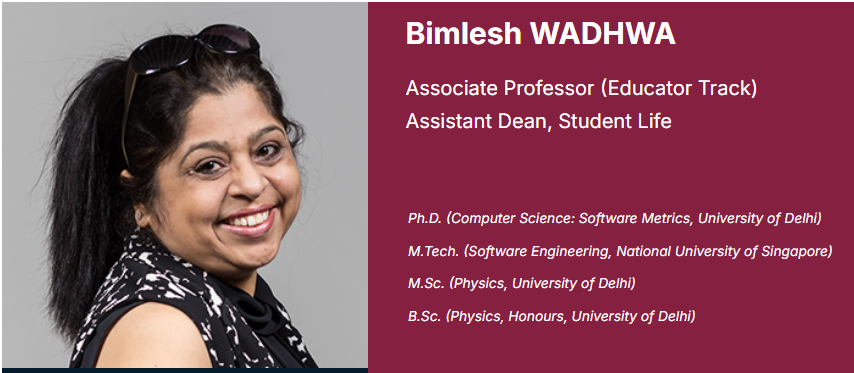 Bimlesh WADHWA
Associate Professor (Educator Track)
Assistant Dean, Student Life
Ph.D. (Computer Science: Software Metrics, University of Delhi)
M.Tech. (Software Engineering, National University of Singapore)
M.Sc. (Physics, University of Delhi)
B.Sc. (Physics, Honours, University of Delhi)